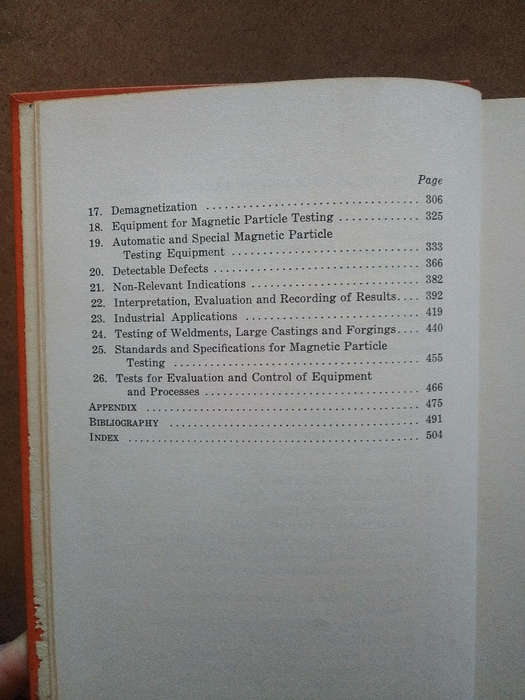 Page
17. Demagnetization ........................................ 306
18. Equipment for Magnetic Particle Testing ............ 325
19. Automatic and Special Magnetic Particle
Testing Equipment ............................ 333
20. Detectable Defects .................................... 366
21. Non-Relevant Indications ............................ 382
22. Interpretation, Evaluation and Recording of Results.... 392
23. Industrial Applications .............................. 419
24. Testing of Weldments, Large Castings and Forgings.... 440
25. Standards and Specifications for Magnetic Particle
Testing ........................................ 455
26. Tests for Evaluation and Control of Equipment
and Processes .................................. 466
APPENDIX ............................................ 475
BIBLIOGRAPHY ........................................ 491
INDEX ................................................ 504